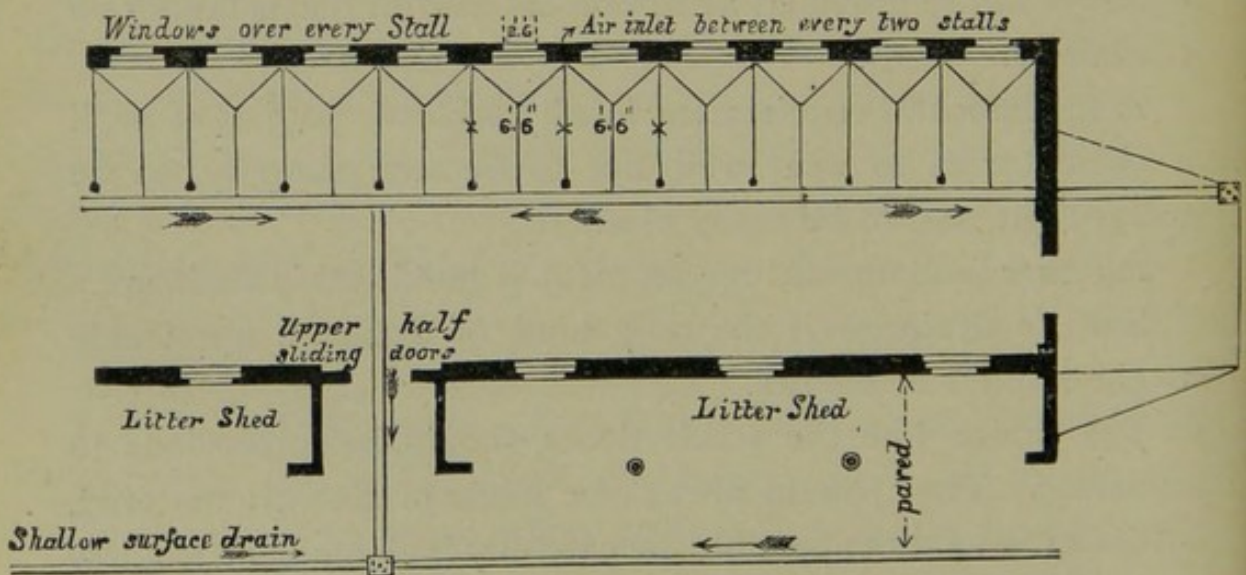 Windows over every Stall
2.6
Air inlet between every two stalls
6.6
6.6
Upper half
sliding doors
Litter Shed
Litter Shed
pared
Shallow surface drain